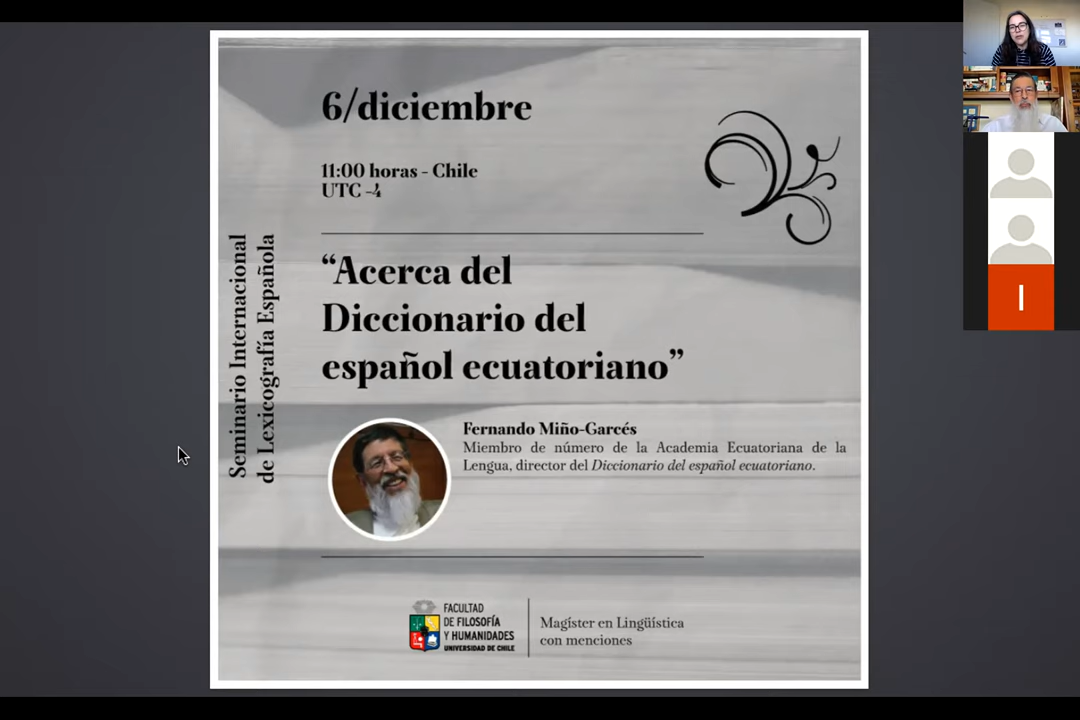 6/diciembre
11:00 horas - Chile
UTC -4
Seminario Internacional
de Lexicografía Española
“Acerca del
Diccionario del
español ecuatoriano”
Fernando Miño-Garcés
Miembro de número de la Academia Ecuatoriana de la
Lengua, director del Diccionario del español ecuatoriano.
FACULTAD
DE FILOSOFÍA
Y HUMANIDADES
UNIVERSIDAD DE CHILE
Magíster en Lingüística
con menciones
I